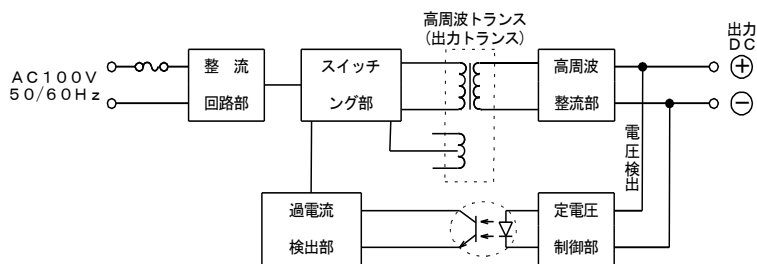 高周波トランス
（出力トランス）
出力
ＤＣ
ＡＣ１００Ｖ
５０/６０Ｈｚ
整　流
回路部
スイッチ
ング部
高周波
整流部
＋
－
電圧検出
過電流
検出部
定電圧
制御部